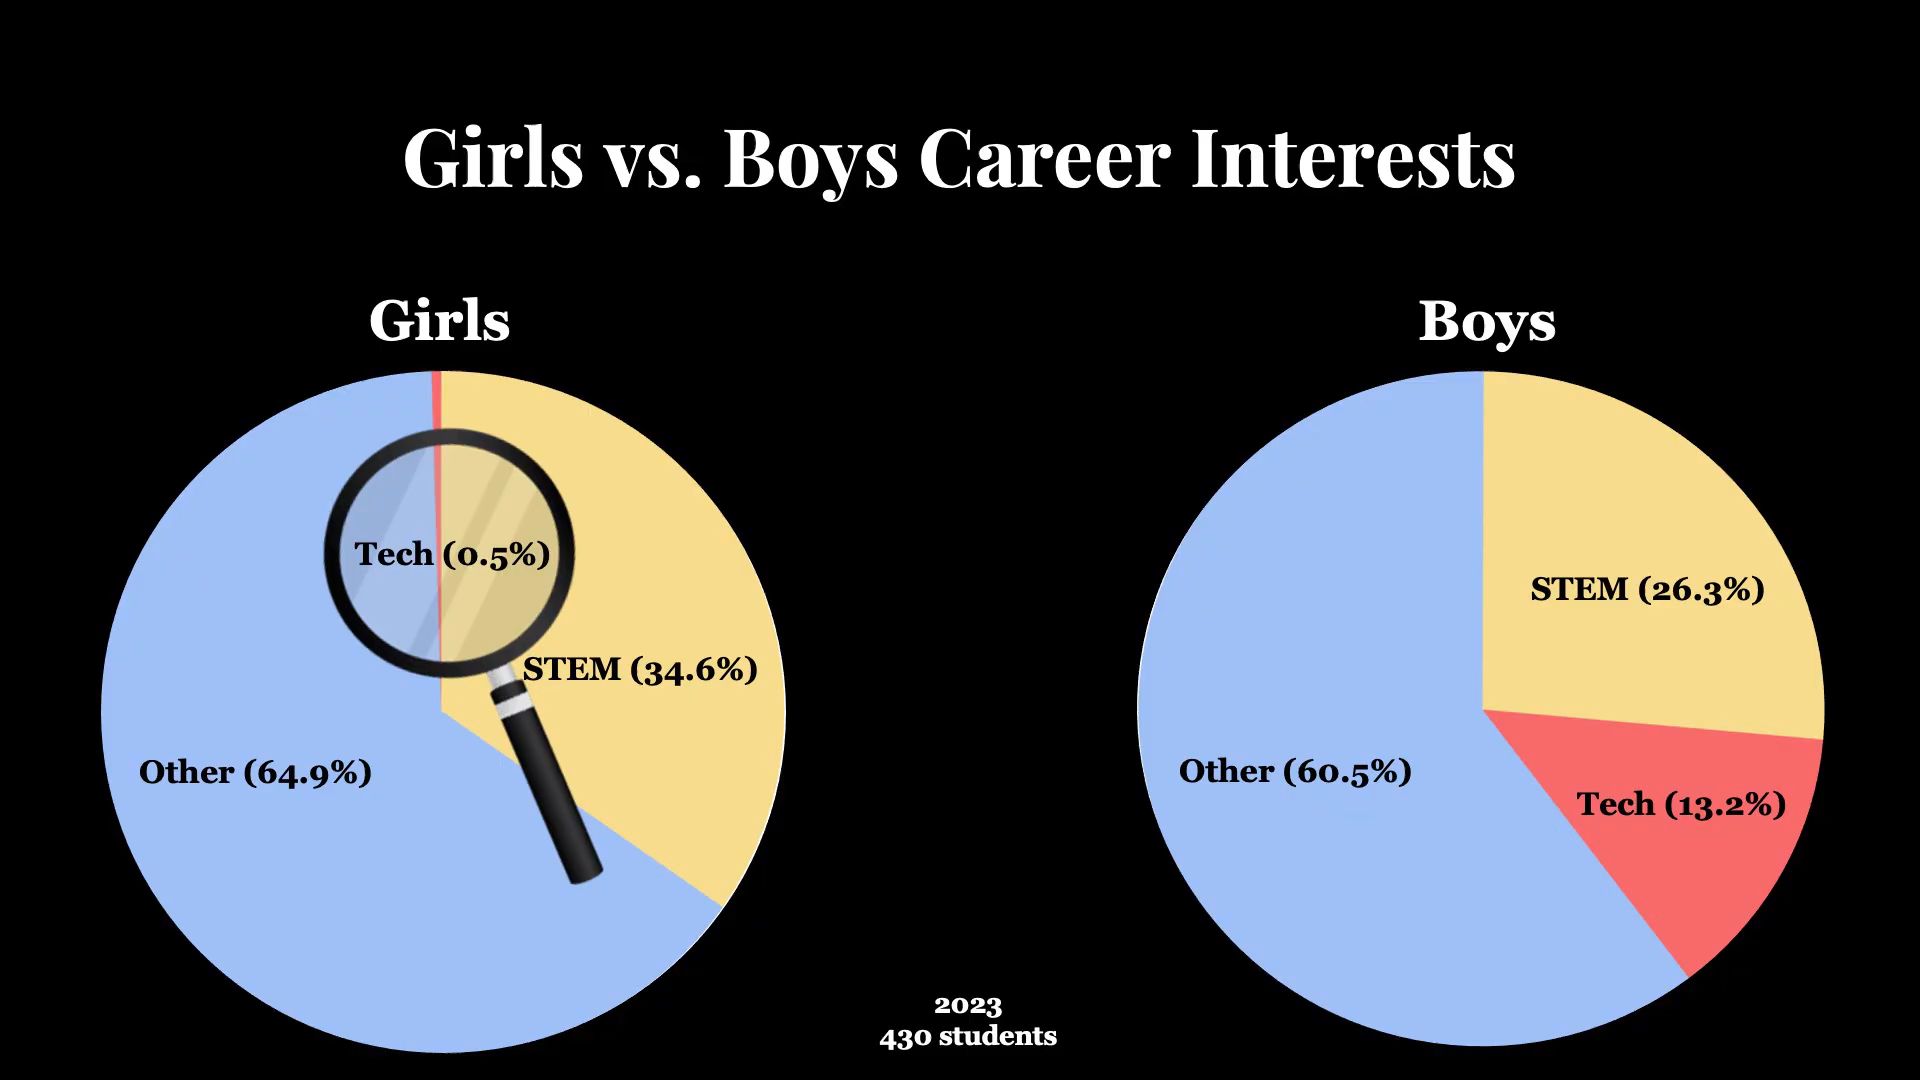 Girls vs. Boys Career Interests
Girls
Boys
Tech (0.5%)
STEM (34.6%)
Other (64.9%)
STEM (26.3%)
Other (60.5%)
Tech (13.2%)
2023
430 students